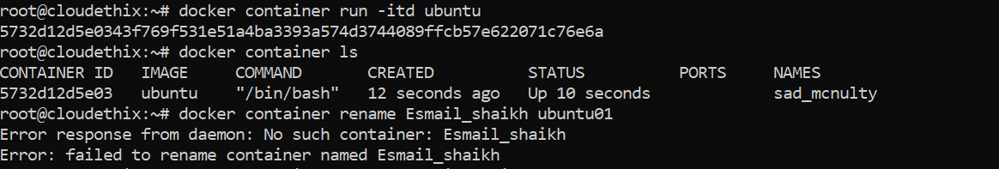 root@cloudethix:~# docker container run -itd ubuntu
5732d12d5e0343f769f531e51a4ba3393a574d3744089ffcb57e622071c76e6a
root@cloudethix:~# docker container ls
CONTAINER ID   IMAGE     COMMAND       CREATED          STATUS          PORTS     NAMES
5732d12d5e03   ubuntu    "/bin/bash"   12 seconds ago   Up 10 seconds             sad_mcnulty
root@cloudethix:~# docker container rename Esmail_shaikh ubuntu01
Error response from daemon: No such container: Esmail_shaikh
Error: failed to rename container named Esmail_shaikh